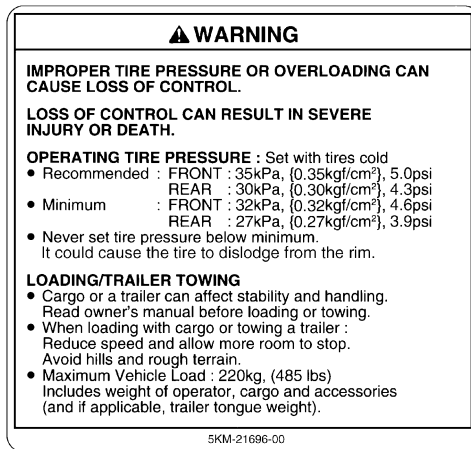 ⚠ WARNING
IMPROPER TIRE PRESSURE OR OVERLOADING CAN
CAUSE LOSS OF CONTROL.
LOSS OF CONTROL CAN RESULT IN SEVERE
INJURY OR DEATH.
OPERATING TIRE PRESSURE : Set with tires cold
● Recommended : FRONT : 35kPa, {0.35kgf/cm²}, 5.0psi
REAR : 30kPa, {0.30kgf/cm²}, 4.3psi
● Minimum : FRONT : 32kPa, {0.32kgf/cm²}, 4.6psi
REAR : 27kPa, {0.27kgf/cm²}, 3.9psi
● Never set tire pressure below minimum.
It could cause the tire to dislodge from the rim.
LOADING/TRAILER TOWING
● Cargo or a trailer can affect stability and handling.
Read owner's manual before loading or towing.
● When loading with cargo or towing a trailer :
Reduce speed and allow more room to stop.
Avoid hills and rough terrain.
● Maximum Vehicle Load : 220kg, (485 lbs)
Includes weight of operator, cargo and accessories
(and if applicable, trailer tongue weight).
5KM-21696-00